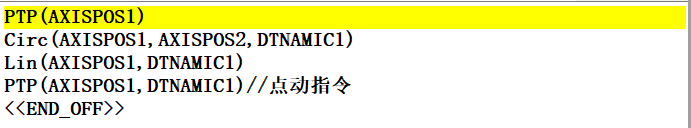 PTP(AXISPOS1)
Circ(AXISPOS1,AXISPOS2,DTNAMIC1)
Lin(AXISPOS1,DTNAMIC1)
PTP(AXISPOS1,DTNAMIC1)//点动指令
<<END_OFF>>